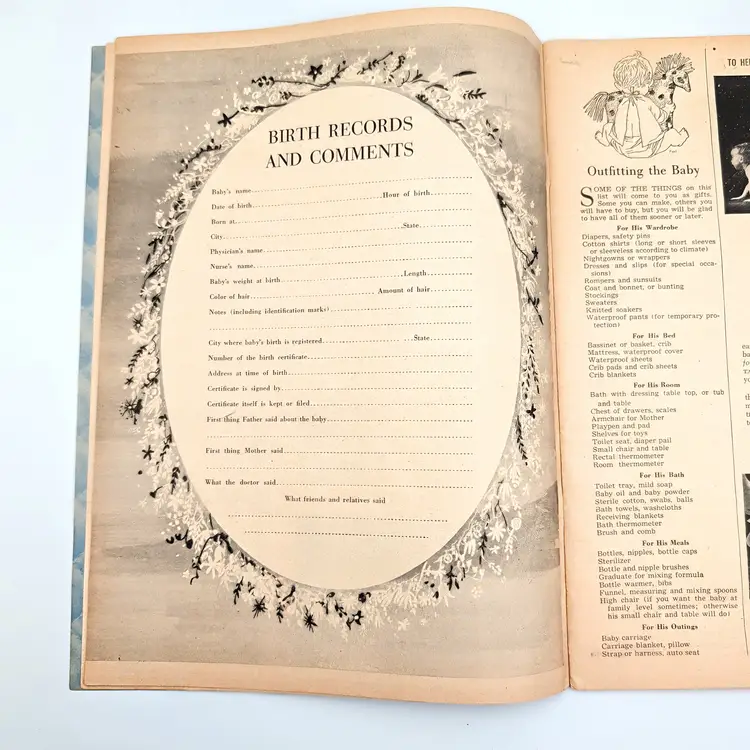 BIRTH RECORDS
AND COMMENTS
Baby's name
Date of birth Hour of birth
Born at
City State
Physician's name
Nurse's name
Baby's weight at birth Length
Color of hair Amount of hair
Notes (including identification marks)
City where baby's birth is registered State
Number of the birth certificate
Address at time of birth
Certificate is signed by
Certificate itself is kept or filed
First thing Father said about the baby
First thing Mother said
What the doctor said
What friends and relatives said
Outfitting the Baby
SOME OF THE THINGS on this
list will come to you as gifts.
Some you can make, others you
will have to buy, but you will be glad
to have all of them sooner or later.
For His Wardrobe
Diapers, safety pins
Cotton shirts (long or short sleeves
or sleeveless according to climate)
Nightgowns or wrappers
Dresses and slips (for special occa-
sions)
Rompers and sunsuits
Coat and bonnet, or bunting
Stockings
Sweaters
Knitted soakers
Waterproof pants (for temporary pro-
tection)
For His Bed
Bassinet or basket, crib
Mattress, waterproof cover
Waterproof sheets
Crib pads and crib sheets
Crib blankets
For His Room
Bath with dressing table top, or tub
and table
Chest of drawers, scales
Armchair for Mother
Playpen and pad
Shelves for toys
Toilet seat, diaper pail
Small chair and table
Rectal thermometer
Room thermometer
For His Bath
Toilet tray, mild soap
Baby oil and baby powder
Sterile cotton, swabs, balls
Bath towels, washcloths
Receiving blankets
Bath thermometer
Brush and comb
For His Meals
Bottles, nipples, bottle caps
Sterilizer
Bottle and nipple brushes
Graduate for mixing formula
Bottle warmer, bibs
Funnel, measuring and mixing spoons
High chair (if you want the baby at
family level sometimes; otherwise
his small chair and table will do)
For His Outings
Baby carriage
Carriage blanket, pillow
Strap or harness, auto seat
TO HE